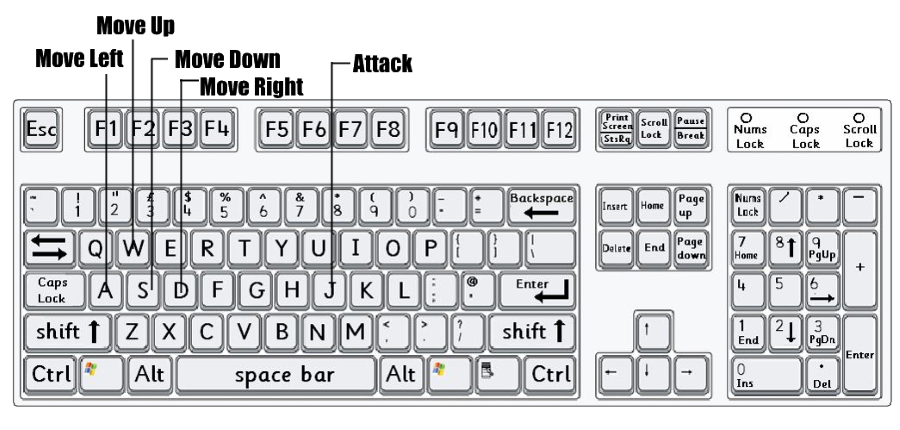 Move Up
Move Left
Move Down
Attack
Move Right
Esc F1 F2 F3 F4 F5 F6 F7 F8 F9 F10 F11 F12 Print Screen StsRq Scroll Lock Pause Break Nums Lock Caps Lock Scroll Lock
~ ` ! 1 " 2 £ 3 $ 4 % 5 ^ 6 & 7 * 8 ( 9 ) 0 - + = Backspace ← Insert Home Page up Nums Lock / * −
Q W E R T Y U I O P { [ } ] | \ Delete End Page down 7 Home 8 ↑ 9 PgUp +
Caps Lock A S D F G H J K L : ; @ Enter 4 5 6 →
shift ↑ Z X C V B N M < , > . ? / shift ↑ ↑ 1 End 2 ↓ 3 PgDn Enter
Ctrl Alt space bar Alt Ctrl ← ↓ → 0 Ins . Del